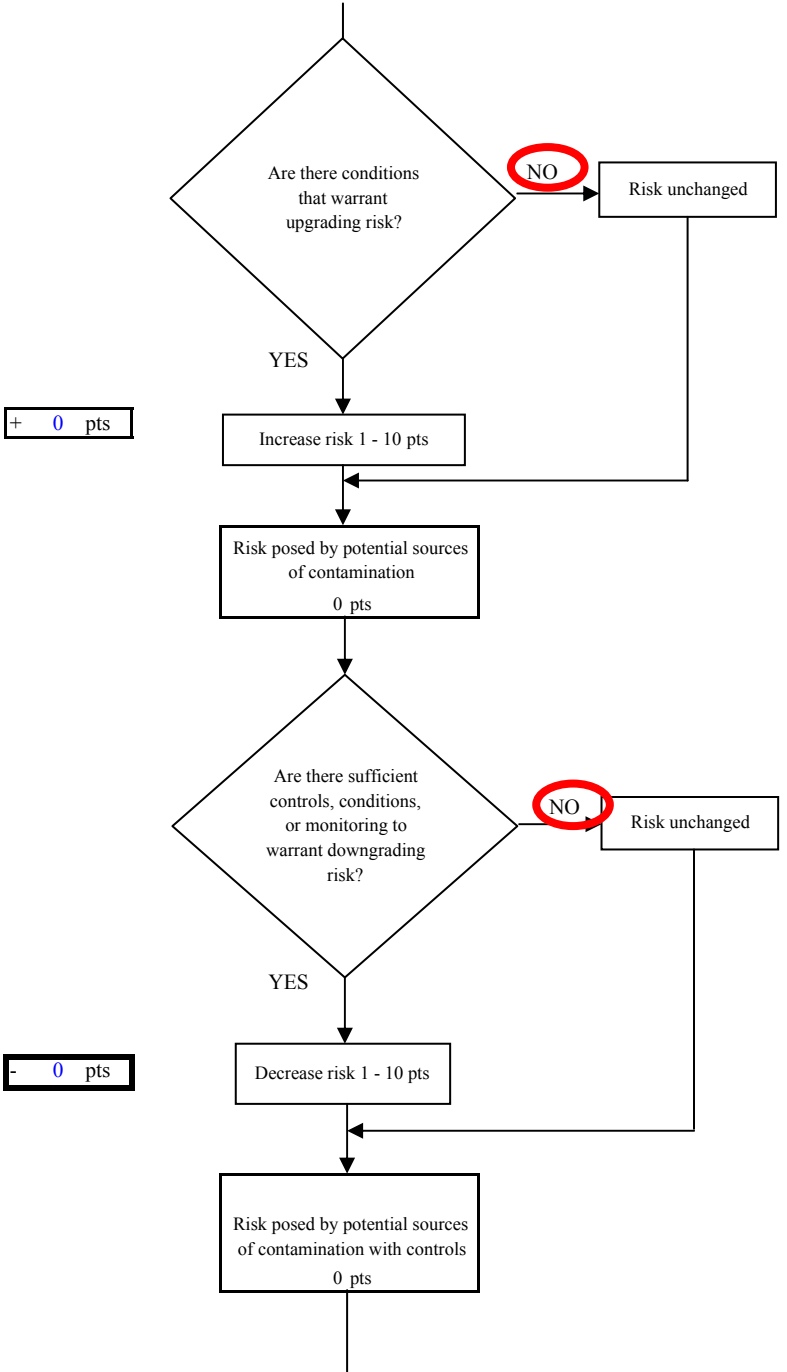 Are there conditions
that warrant
upgrading risk?
NO
Risk unchanged
YES
+ 0 pts
Increase risk 1 - 10 pts
Risk posed by potential sources
of contamination
0 pts
Are there sufficient
controls, conditions,
or monitoring to
warrant downgrading
risk?
NO
Risk unchanged
YES
- 0 pts
Decrease risk 1 - 10 pts
Risk posed by potential sources
of contamination with controls
0 pts